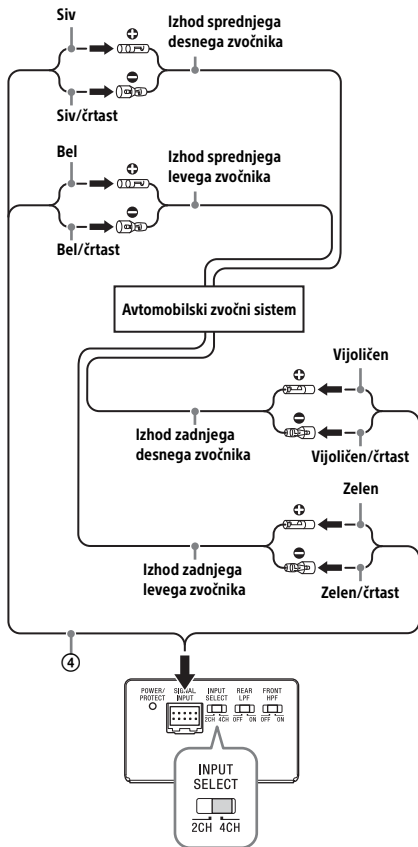 Siv
Izhod sprednjega
desnega zvočnika
Siv/črtast
Bel
Izhod sprednjega
levega zvočnika
Bel/črtast
Avtomobilski zvočni sistem
Vijoličen
Izhod zadnjega
desnega zvočnika
Vijoličen/črtast
Zelen
Izhod zadnjega
levega zvočnika
Zelen/črtast
4
POWER/
PROTECT
SIGNAL
INPUT
INPUT
SELECT
2CH 4CH
REAR
LPF
OFF ON
FRONT
HPF
OFF ON
INPUT
SELECT
2CH 4CH